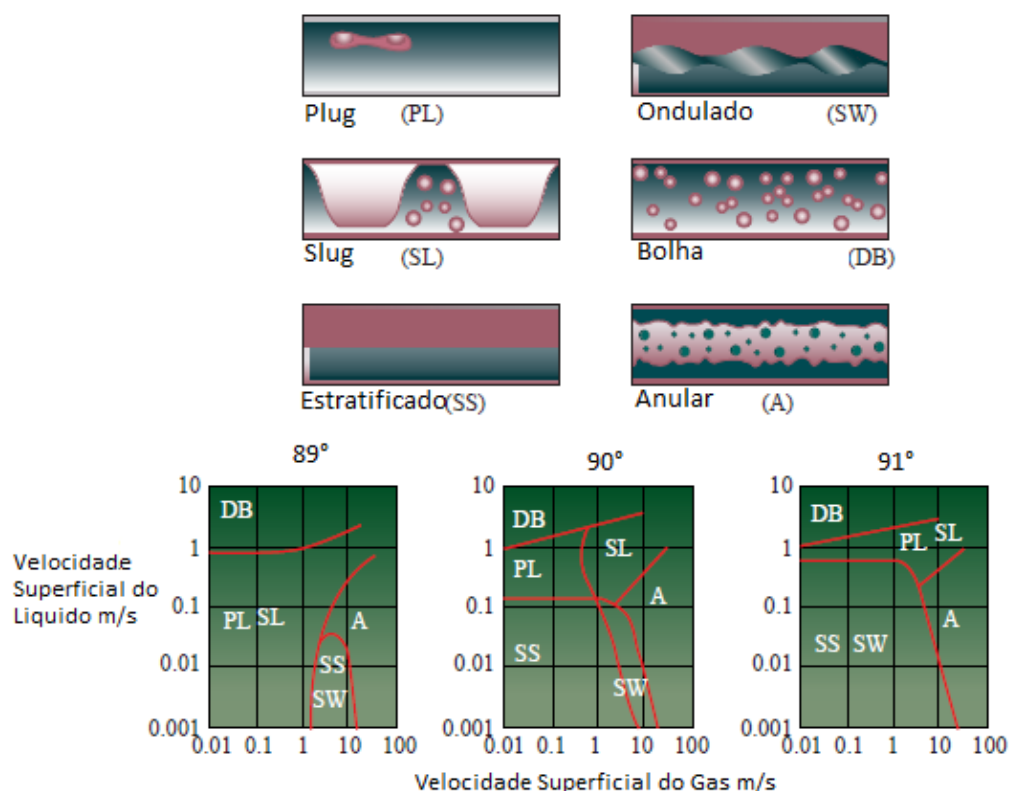 Plug (PL)
Ondulado (SW)
Slug (SL)
Bolha (DB)
Estratificado(SS)
Anular (A)
89°
90°
91°
Velocidade
Superficial do
Liquido m/s
10
1
0.1
0.01
0.001
DB
PL SL
A
SS
SW
0.01 0.1 1 10 100
10
1
0.1
0.01
0.001
DB
SL
PL
A
SS
SW
0.01 0.1 1 10 100
10
1
0.1
0.01
0.001
DB
PL SL
A
SS SW
0.01 0.1 1 10 100
Velocidade Superficial do Gas m/s